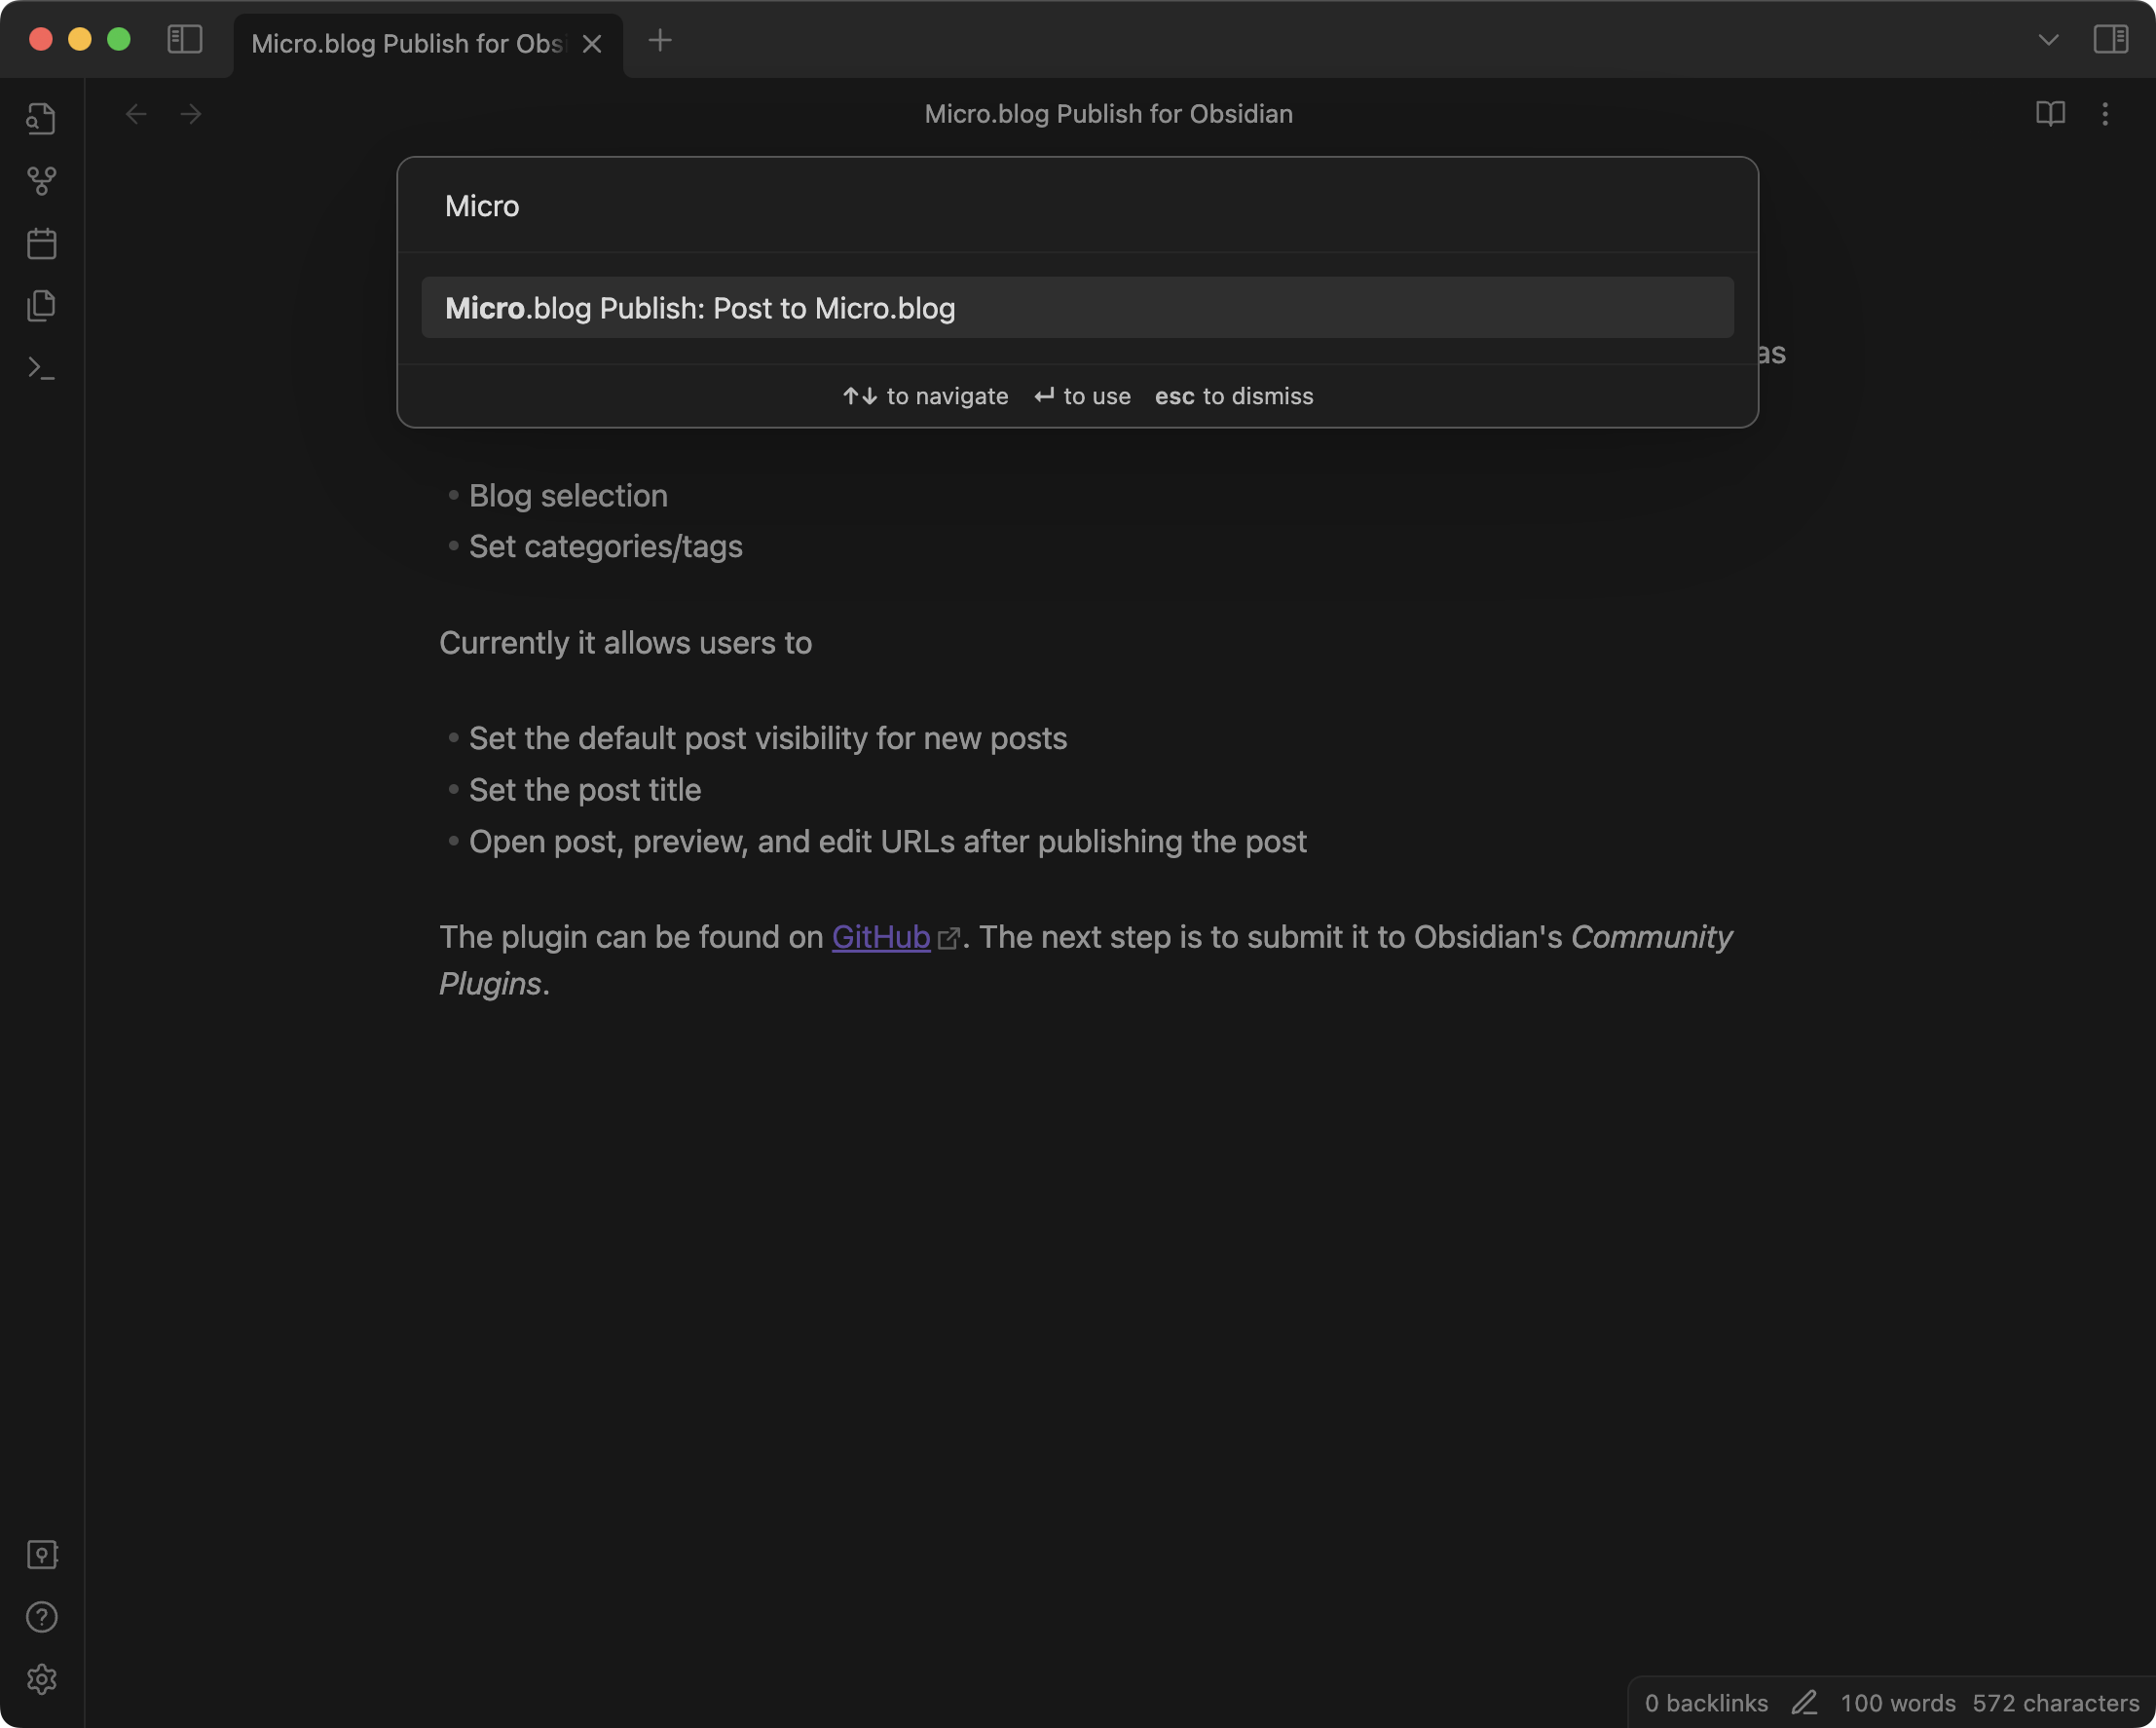 Micro.blog Publish for Obsi
Micro.blog Publish for Obsidian
Micro
Micro.blog Publish: Post to Micro.blog
as
↑↓ to navigate ↵ to use esc to dismiss
Blog selection
Set categories/tags
Currently it allows users to
Set the default post visibility for new posts
Set the post title
Open post, preview, and edit URLs after publishing the post
The plugin can be found on GitHub. The next step is to submit it to Obsidian's Community
Plugins.
0 backlinks 100 words 572 characters